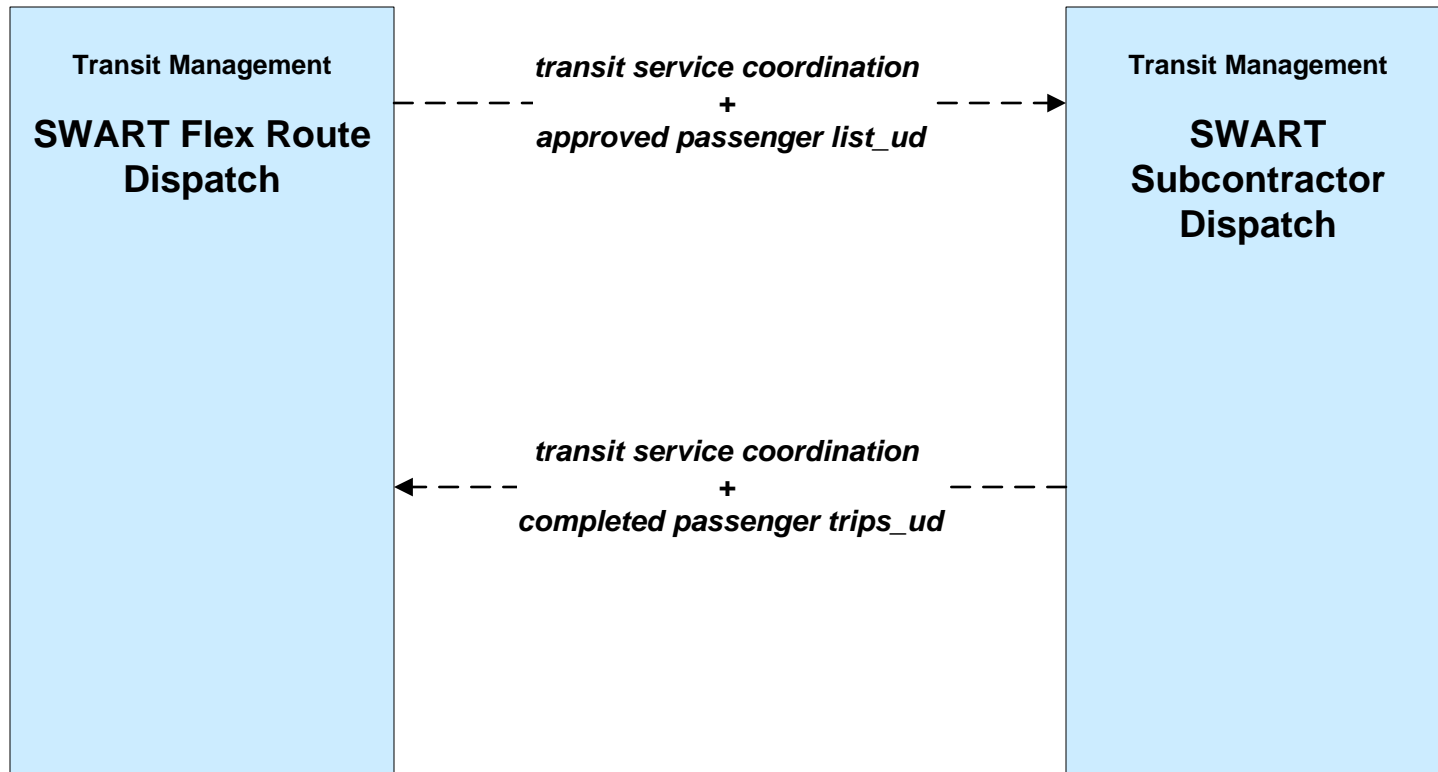 Transit Management
SWART Flex Route
Dispatch
transit service coordination
+
approved passenger list_ud
Transit Management
SWART
Subcontractor
Dispatch
transit service coordination
+
completed passenger trips_ud